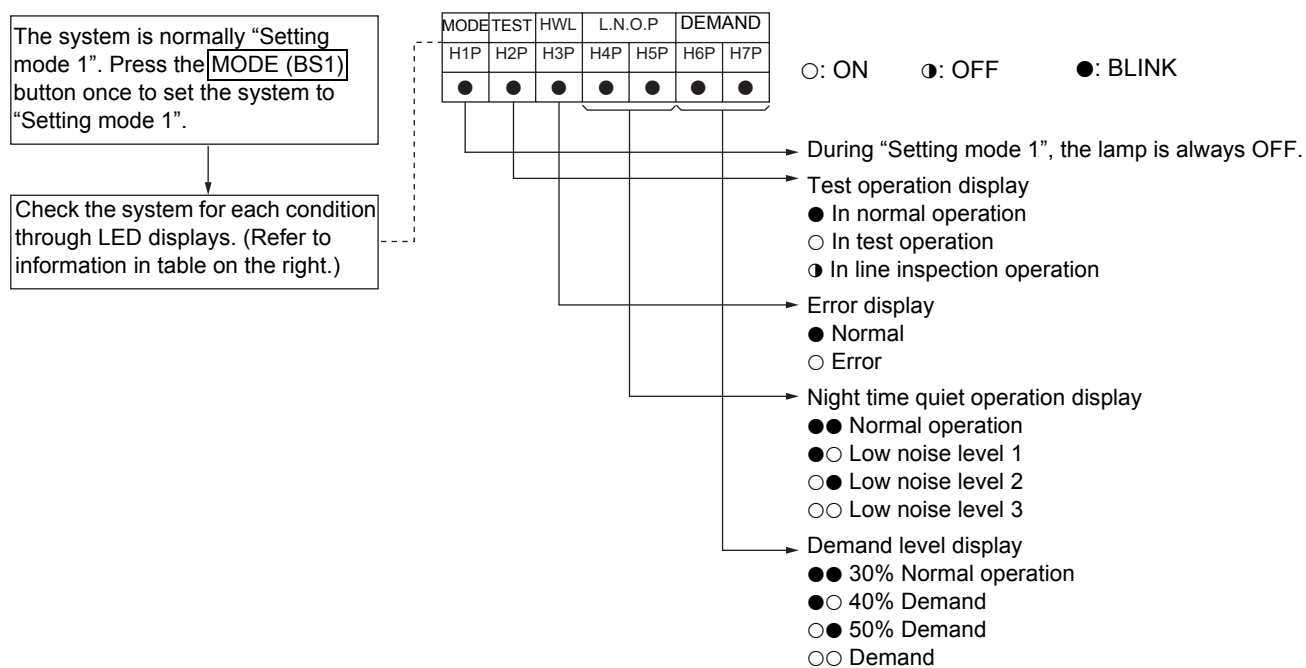 The system is normally “Setting
mode 1”. Press the MODE (BS1)
button once to set the system to
“Setting mode 1”.
Check the system for each condition
through LED displays. (Refer to
information in table on the right.)
MODE TEST HWL L.N.O.P DEMAND
H1P H2P H3P H4P H5P H6P H7P
● ● ● ● ● ● ●
○: ON ◑: OFF ●: BLINK
During “Setting mode 1”, the lamp is always OFF.
Test operation display
● In normal operation
○ In test operation
◑ In line inspection operation
Error display
● Normal
○ Error
Night time quiet operation display
●● Normal operation
●○ Low noise level 1
○● Low noise level 2
○○ Low noise level 3
Demand level display
●● 30% Normal operation
●○ 40% Demand
○● 50% Demand
○○ Demand